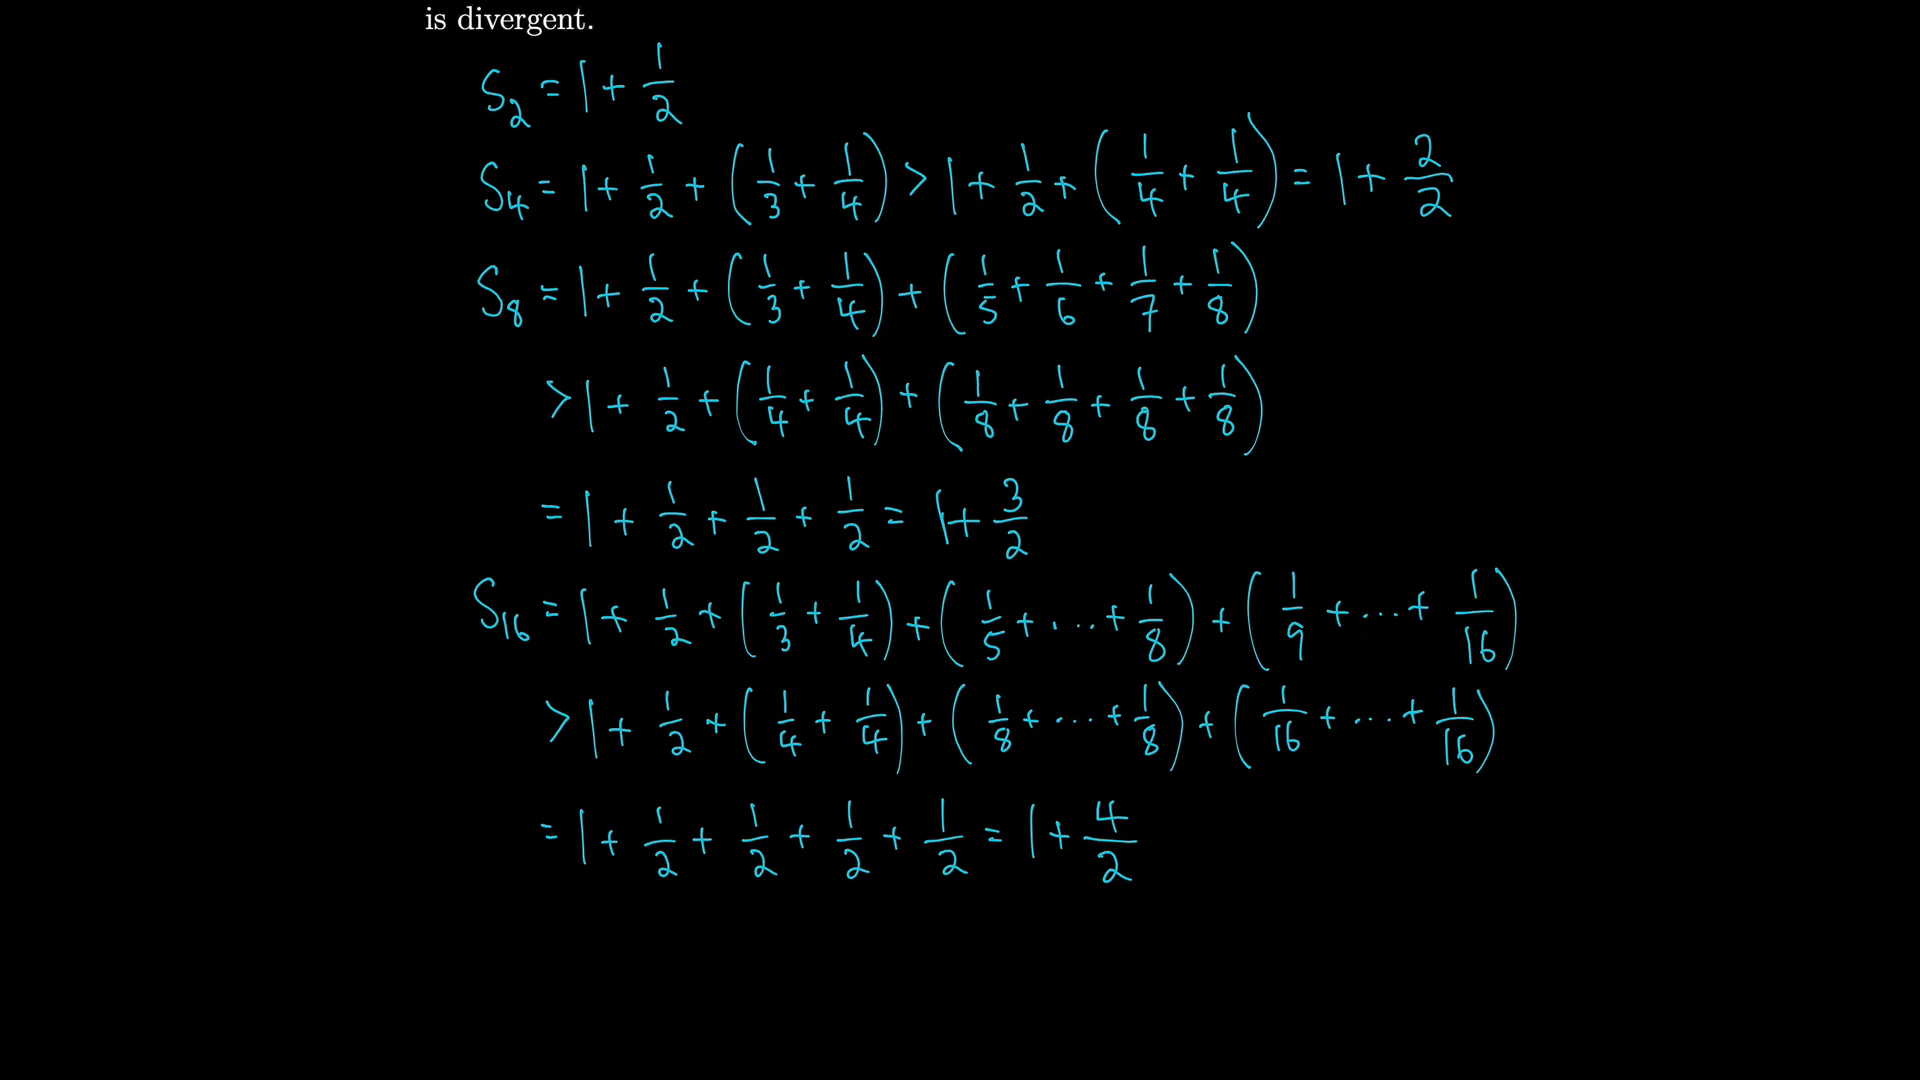 is divergent.
S₂ = 1 + 1/2
S₄ = 1 + 1/2 + (1/3 + 1/4) > 1 + 1/2 + (1/4 + 1/4) = 1 + 2/2
S₈ = 1 + 1/2 + (1/3 + 1/4) + (1/5 + 1/6 + 1/7 + 1/8)
> 1 + 1/2 + (1/4 + 1/4) + (1/8 + 1/8 + 1/8 + 1/8)
= 1 + 1/2 + 1/2 + 1/2 = 1 + 3/2
S₁₆ = 1 + 1/2 + (1/3 + 1/4) + (1/5 + ... + 1/8) + (1/9 + ... + 1/16)
> 1 + 1/2 + (1/4 + 1/4) + (1/8 + ... + 1/8) + (1/16 + ... + 1/16)
= 1 + 1/2 + 1/2 + 1/2 + 1/2 = 1 + 4/2